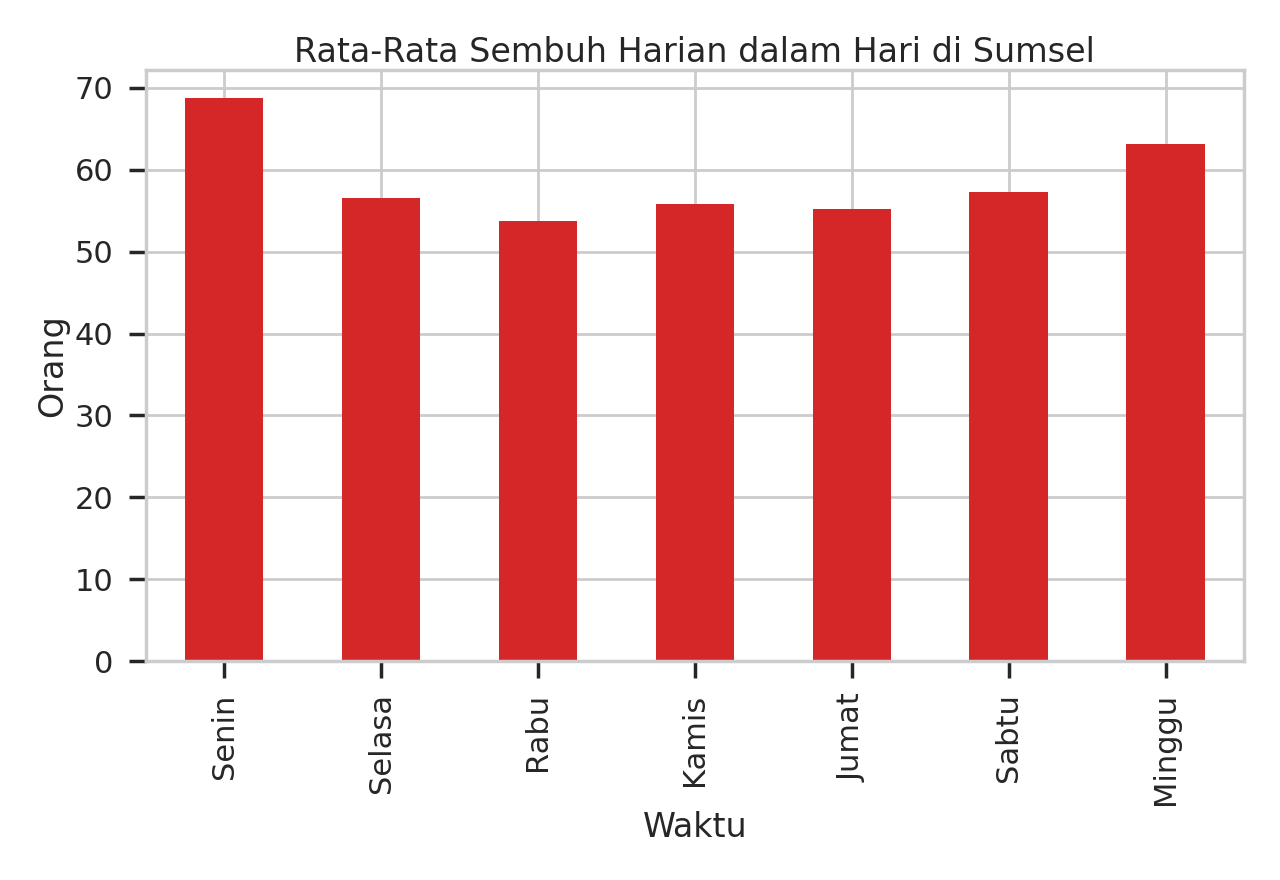 Rata-Rata Sembuh Harian dalam Hari di Sumsel
70
60
50
40
30
20
10
0
Orang
Senin
Selasa
Rabu
Kamis
Jumat
Sabtu
Minggu
Waktu